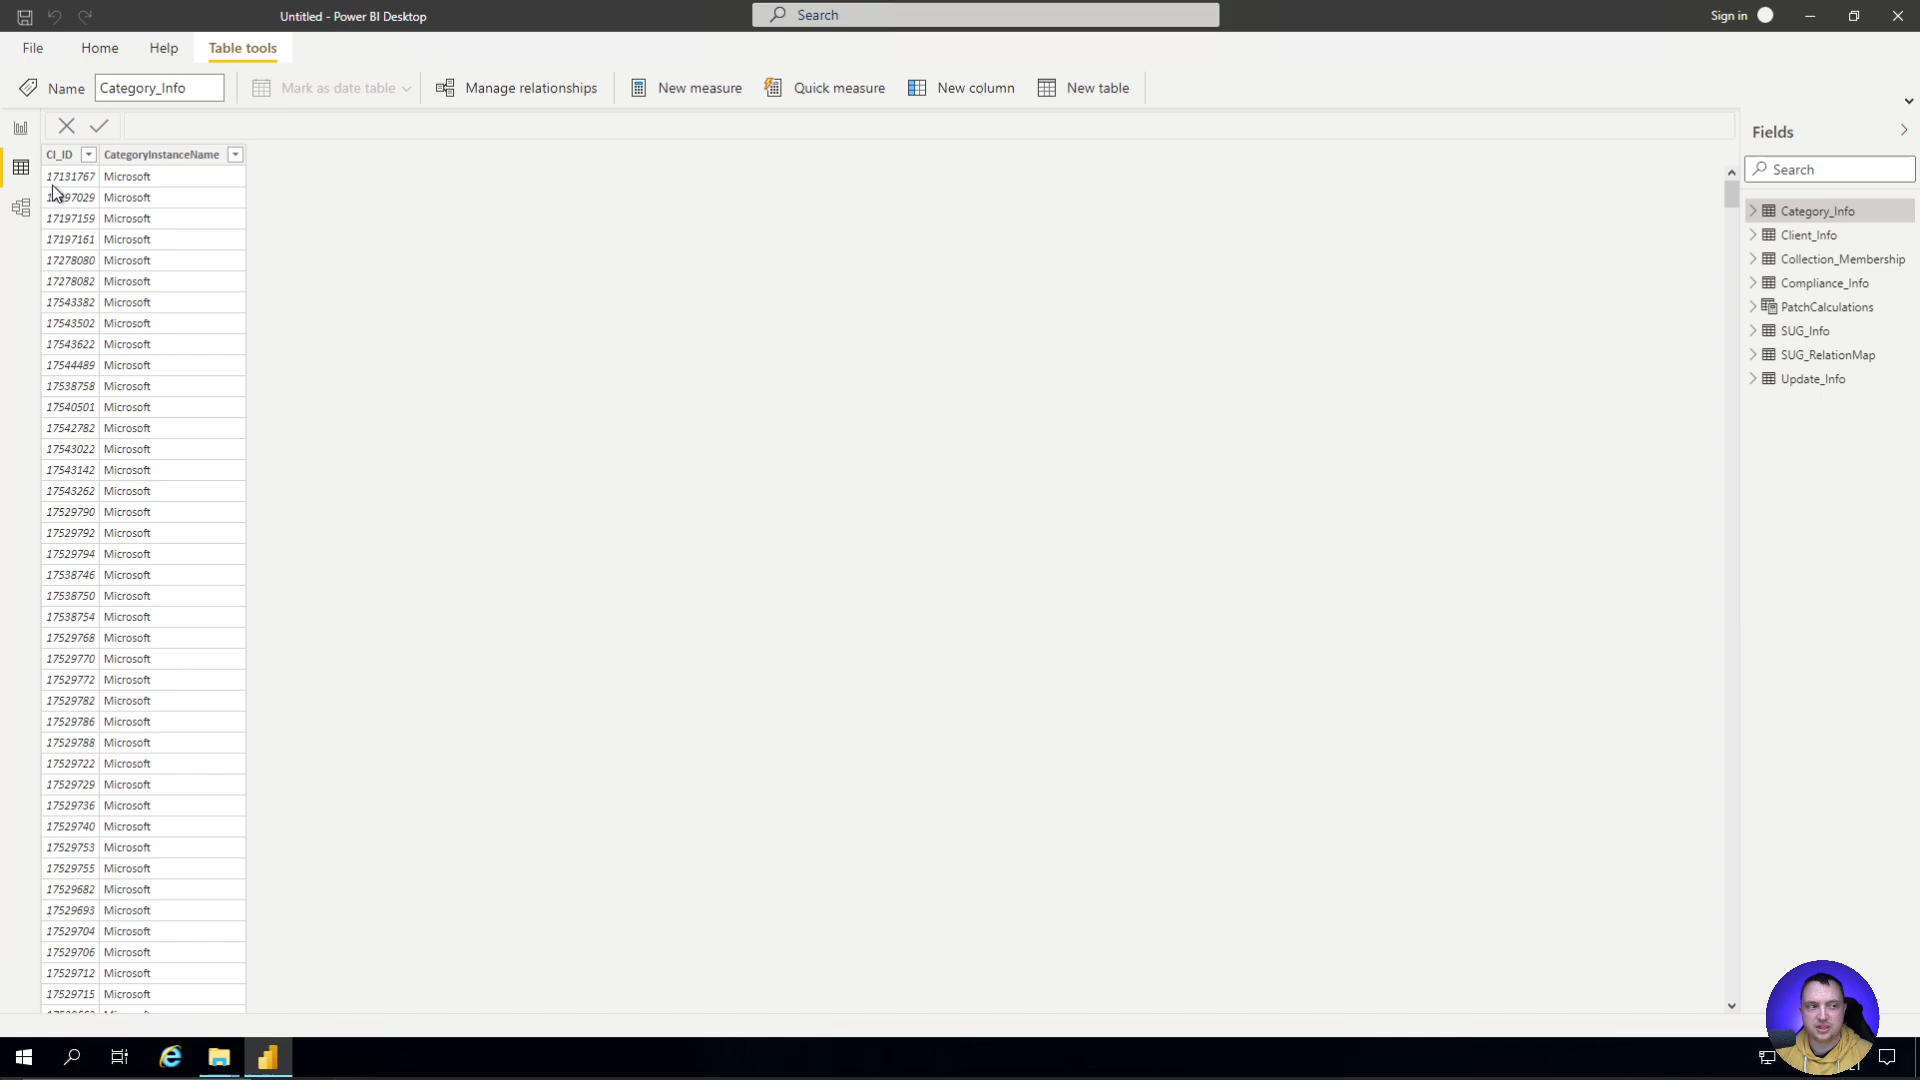 Untitled - Power BI Desktop
Search
Sign in
File
Home
Help
Table tools
Name
Category_Info
Mark as date table
Manage relationships
New measure
Quick measure
New column
New table
Fields
Search
Category_Info
Client_Info
Collection_Membership
Compliance_Info
PatchCalculations
SUG_Info
SUG_RelationMap
Update_Info
CI_ID CategoryInstanceName
17131767 Microsoft
97029 Microsoft
17197159 Microsoft
17197161 Microsoft
17278080 Microsoft
17278082 Microsoft
17543382 Microsoft
17543502 Microsoft
17543622 Microsoft
17544489 Microsoft
17538758 Microsoft
17540501 Microsoft
17542782 Microsoft
17543022 Microsoft
17543142 Microsoft
17543262 Microsoft
17529790 Microsoft
17529792 Microsoft
17529794 Microsoft
17538746 Microsoft
17538750 Microsoft
17538754 Microsoft
17529768 Microsoft
17529770 Microsoft
17529772 Microsoft
17529782 Microsoft
17529786 Microsoft
17529788 Microsoft
17529722 Microsoft
17529729 Microsoft
17529736 Microsoft
17529740 Microsoft
17529753 Microsoft
17529755 Microsoft
17529682 Microsoft
17529693 Microsoft
17529704 Microsoft
17529706 Microsoft
17529712 Microsoft
17529715 Microsoft